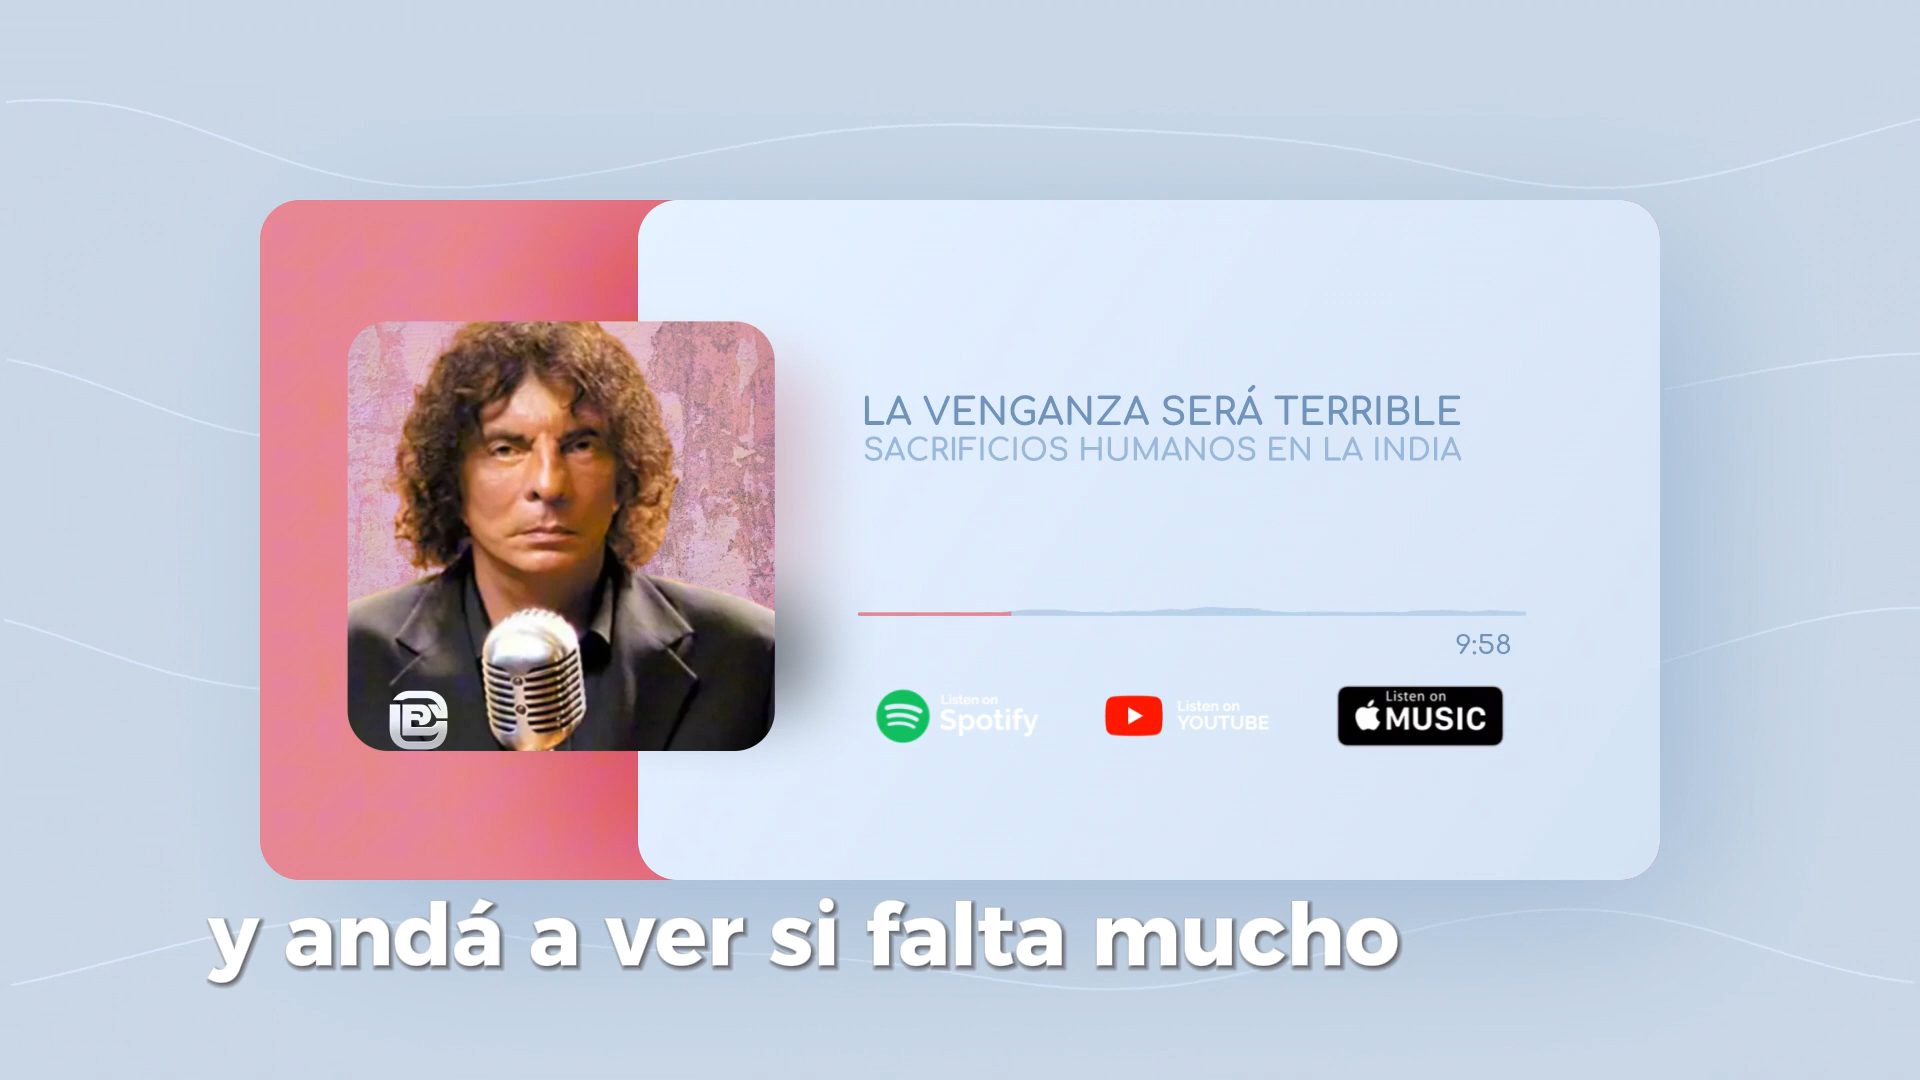 LA VENGANZA SERÁ TERRIBLE
SACRIFICIOS HUMANOS EN LA INDIA
9:58
Listen on
Spotify
Listen on
YOUTUBE
Listen on
MUSIC
y andá a ver si falta mucho